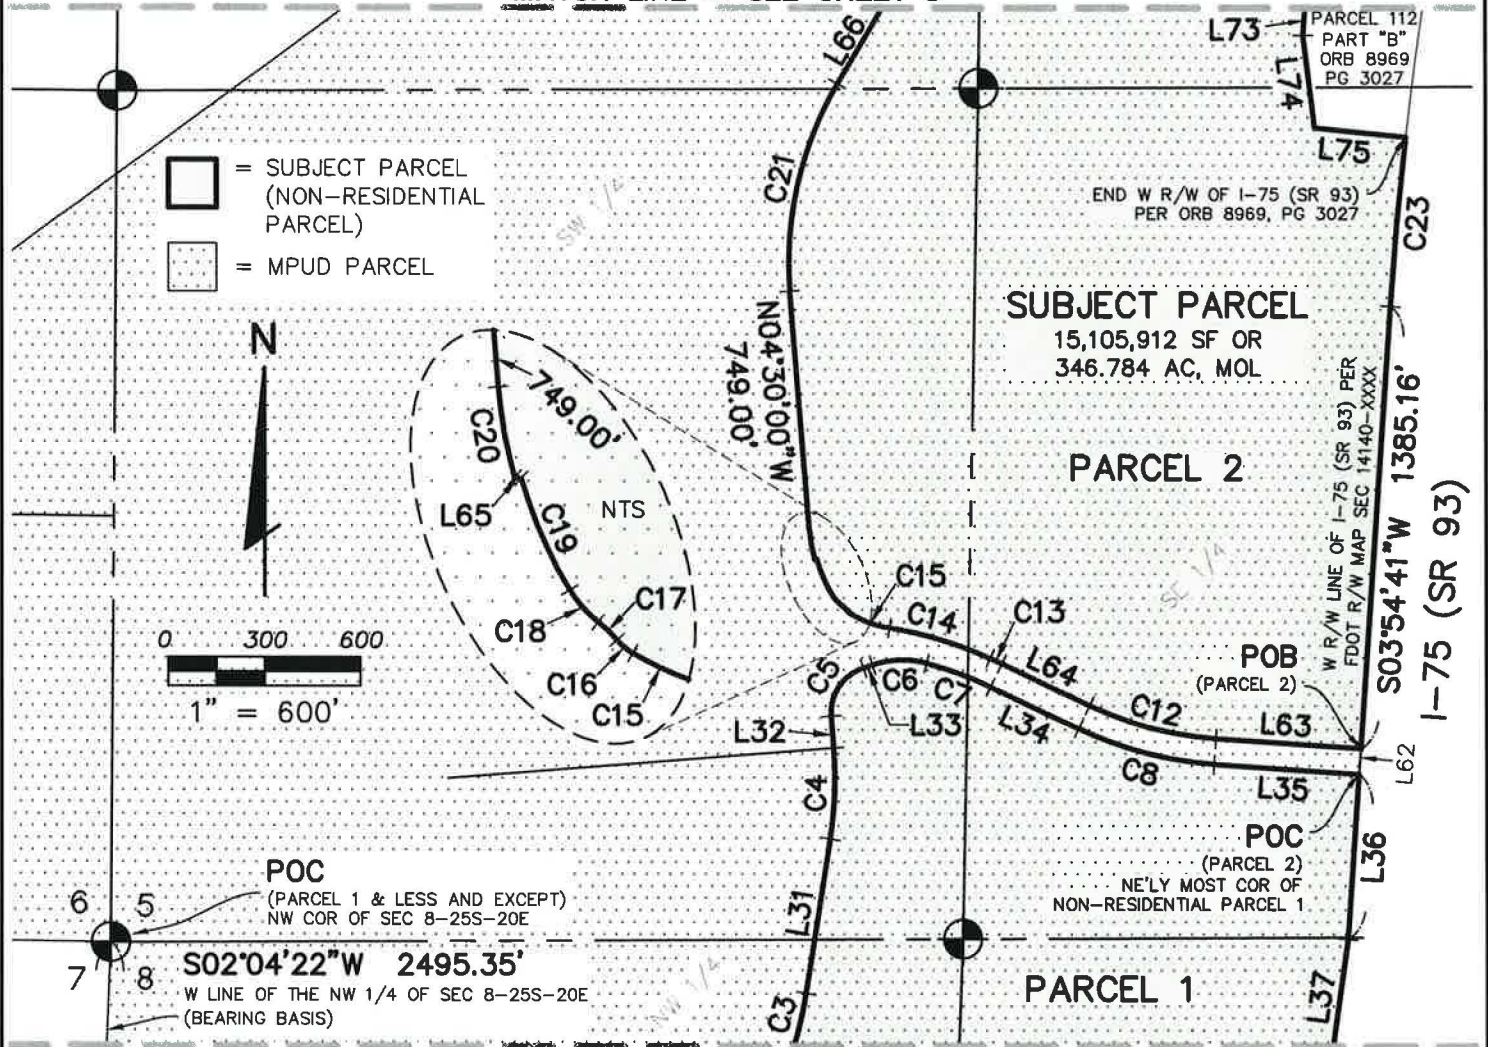 L66
L73
PARCEL 112
PART "B"
ORB 8969
PG 3027
L74
L75
= SUBJECT PARCEL
(NON-RESIDENTIAL
PARCEL)
= MPUD PARCEL
SW 1/4
C21
END W R/W OF I-75 (SR 93)
PER ORB 8969, PG 3027
C23
SUBJECT PARCEL
15,105,912 SF OR
346.784 AC, MOL
N
N04°30'00"W
749.00'
749.00'
C20
L65
C19
NTS
C17
C18
C16
C15
PARCEL 2
W R/W LINE OF I-75 (SR 93) PER
FDOT R/W MAP SEC 14140-XXXX
S03°54'41"W 1385.16'
I-75 (SR 93)
SE 1/4
0 300 600
1" = 600'
C15
C14
C13
L64
C5
C6
C7
L33
L34
L32
C12
L63
POB
(PARCEL 2)
L62
C8
L35
C4
POC
(PARCEL 2)
NE'LY MOST COR OF
NON-RESIDENTIAL PARCEL 1
L36
POC
(PARCEL 1 & LESS AND EXCEPT)
NW COR OF SEC 8-25S-20E
6 5
7 8
L31
S02°04'22"W 2495.35'
W LINE OF THE NW 1/4 OF SEC 8-25S-20E
(BEARING BASIS)
NW 1/4
C3
PARCEL 1
L37